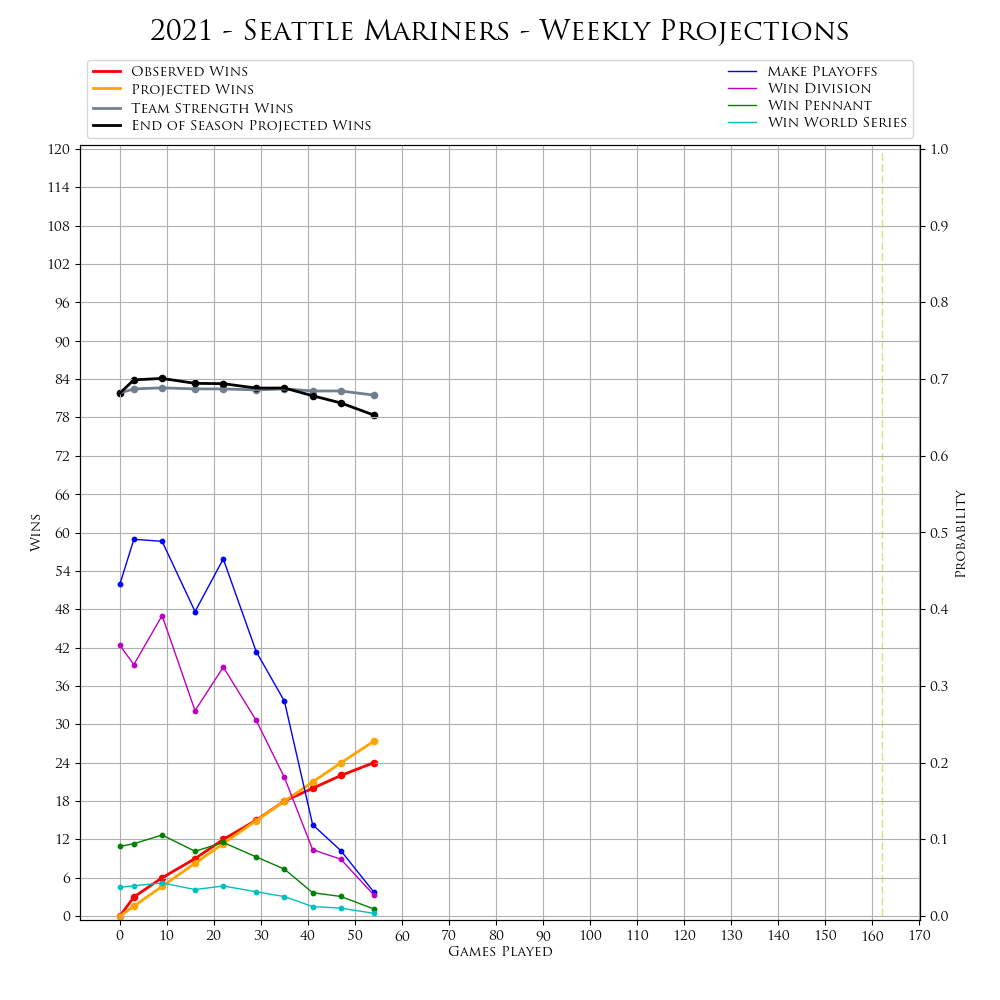 2021 - Seattle Mariners - Weekly Projections
Observed Wins
Projected Wins
Team Strength Wins
End of Season Projected Wins
Make Playoffs
Win Division
Win Pennant
Win World Series
120
114
108
102
96
90
84
78
72
66
60
54
48
42
36
30
24
18
12
6
0
Wins
1.0
0.9
0.8
0.7
0.6
0.5
0.4
0.3
0.2
0.1
0.0
Probability
0 10 20 30 40 50 60 70 80 90 100 110 120 130 140 150 160 170
Games Played